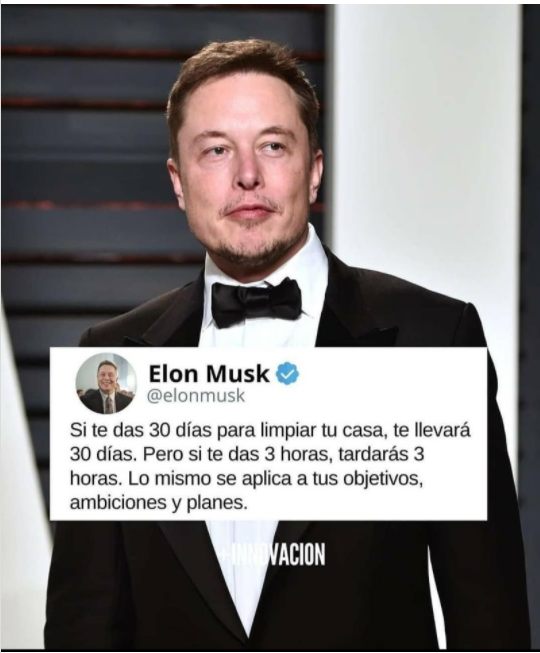 Elon Musk
@elonmusk
Si te das 30 días para limpiar tu casa, te llevará
30 días. Pero si te das 3 horas, tardarás 3
horas. Lo mismo se aplica a tus objetivos,
ambiciones y planes.
+INNOVACION